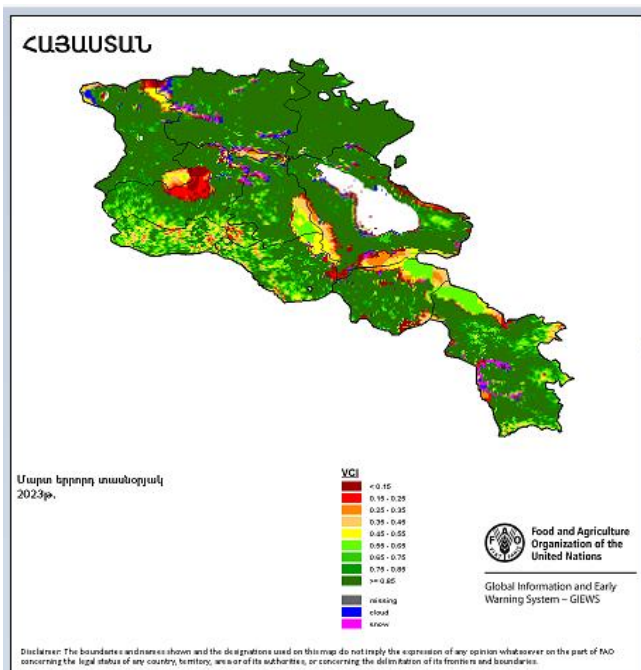 ՀԱՅԱՍՏԱՆ
Մարտ երրորդ տասնօրյակ
2023թ.
VCI
< 0.15
0.15 - 0.25
0.25 - 0.35
0.35 - 0.45
0.45 - 0.55
0.55 - 0.65
0.65 - 0.75
0.75 - 0.85
>= 0.85
missing
cloud
snow
FAO
Food and Agriculture
Organization of the
United Nations
Global Information and Early
Warning System – GIEWS
Disclaimer: The boundaries and names shown and the designations used on this map do not imply the expression of any opinion whatsoever on the part of FAO
concerning the legal status of any country, territory, area or of its authorities, or concerning the delimitation of its frontiers and boundaries.